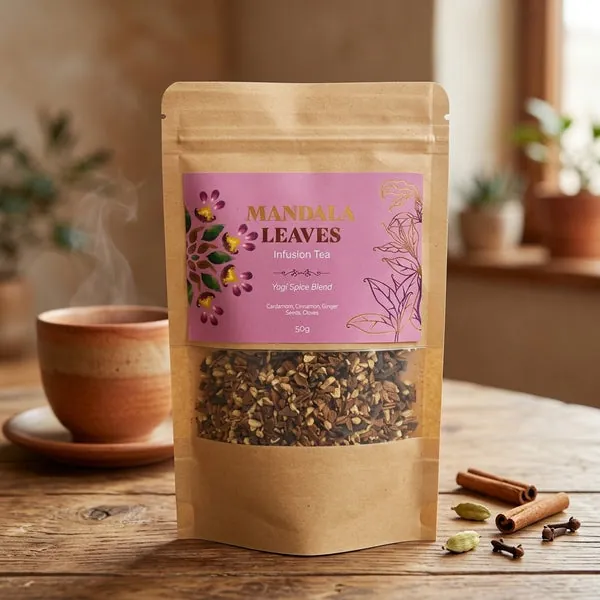 MANDALA
LEAVES
Infusion Tea
Yogi Spice Blend
Cardamom, Cinnamon, Ginger
Seeds, Cloves
50g